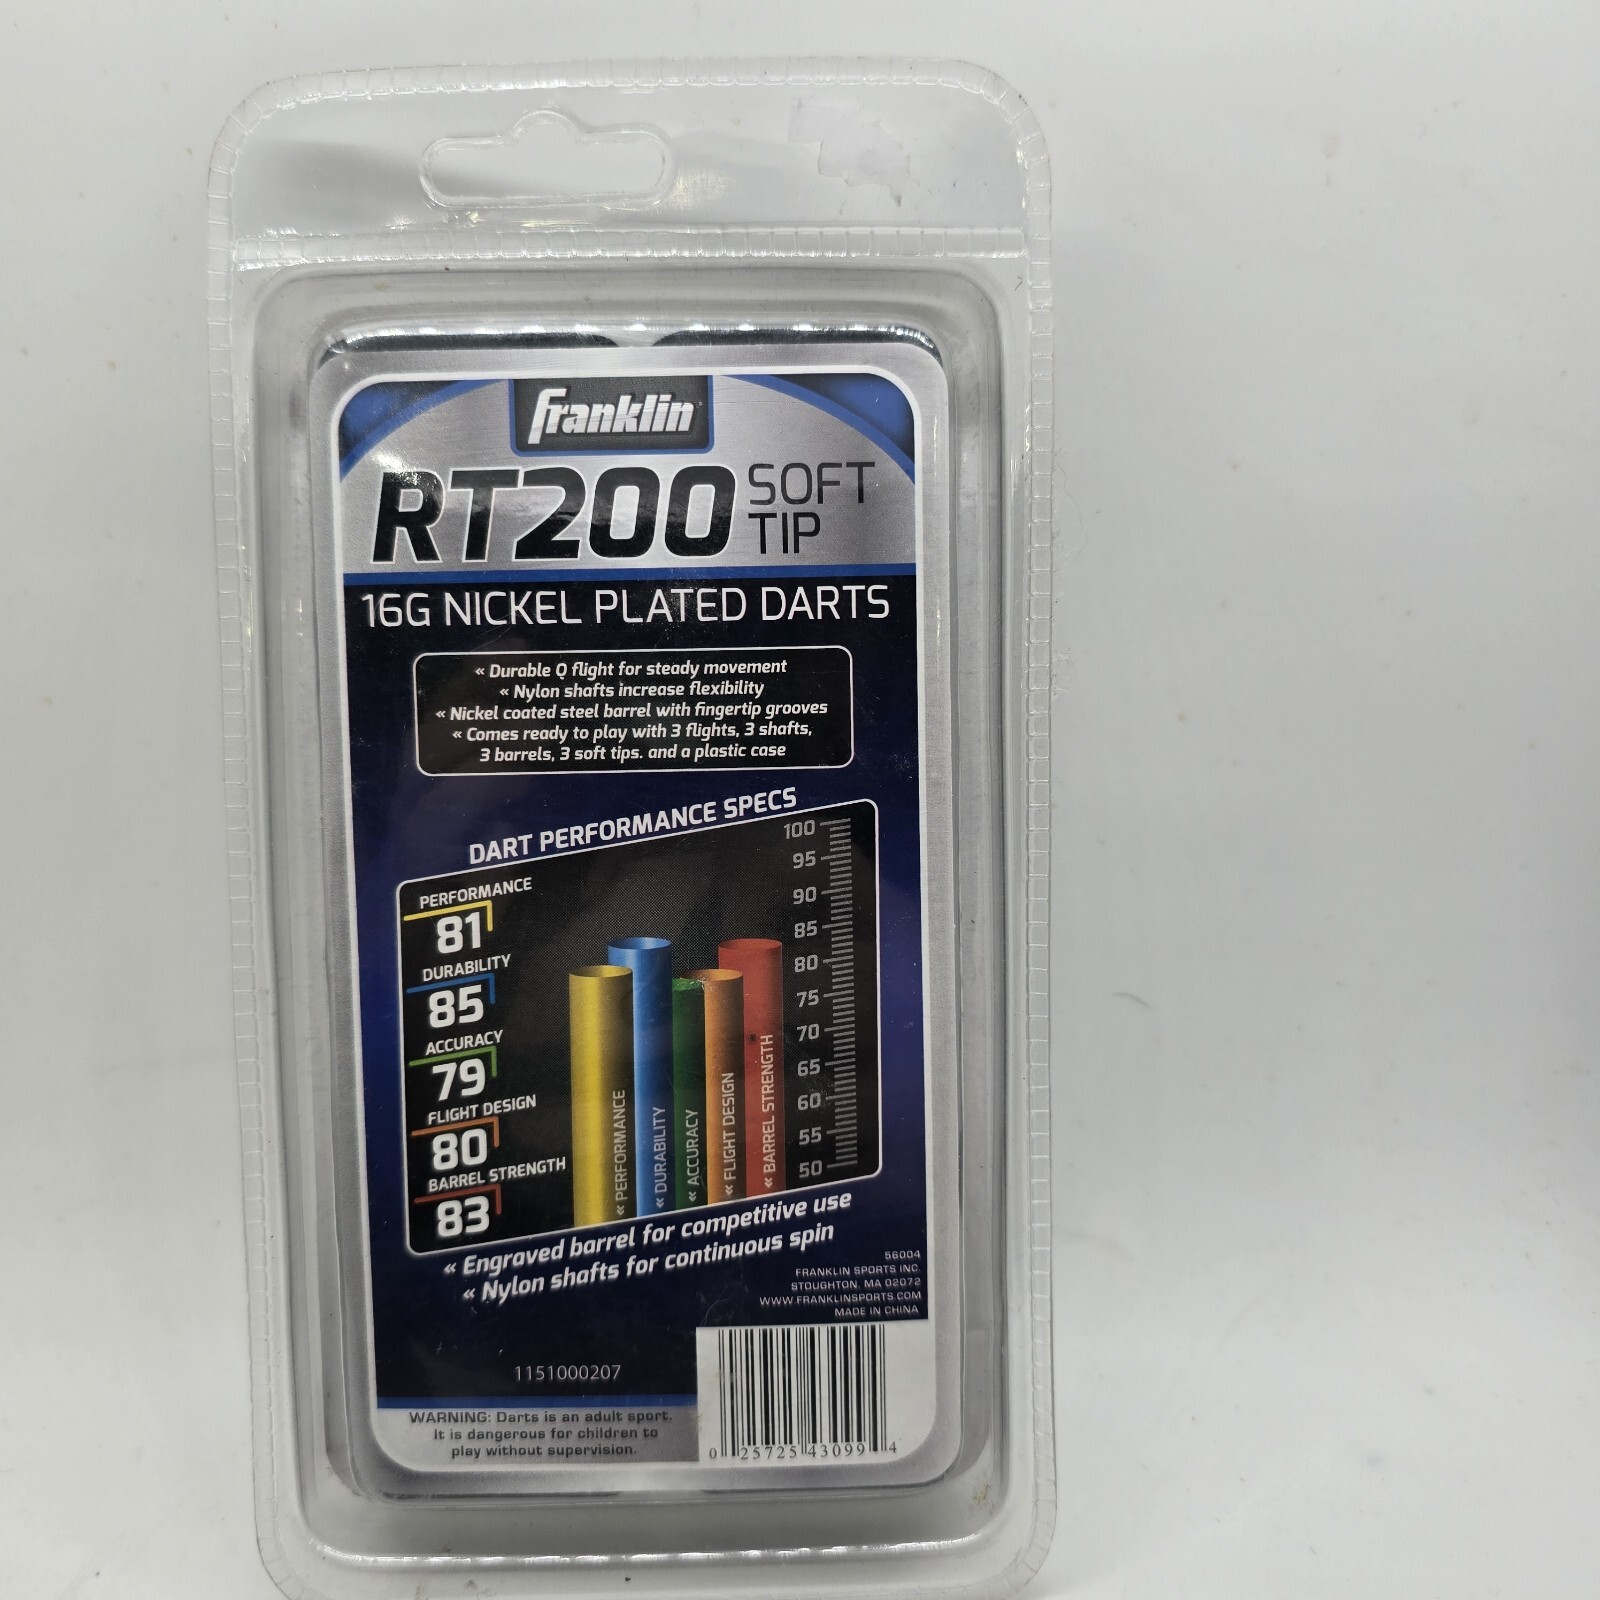 franklin
RT200 SOFT
TIP
16G NICKEL PLATED DARTS
« Durable Q flight for steady movement
« Nylon shafts increase flexibility
« Nickel coated steel barrel with fingertip grooves
« Comes ready to play with 3 flights, 3 shafts,
3 barrels, 3 soft tips. and a plastic case
DART PERFORMANCE SPECS
PERFORMANCE
81
DURABILITY
85
ACCURACY
79
FLIGHT DESIGN
80
BARREL STRENGTH
83
« PERFORMANCE
« DURABILITY
« ACCURACY
« FLIGHT DESIGN
« BARREL STRENGTH
100
95
90
85
80
75
70
65
60
55
50
« Engraved barrel for competitive use
« Nylon shafts for continuous spin
56004
FRANKLIN SPORTS INC.
STOUGHTON, MA 02072
WWW.FRANKLINSPORTS.COM
MADE IN CHINA
1151000207
WARNING: Darts is an adult sport.
It is dangerous for children to
play without supervision.
0 25725 43099 4